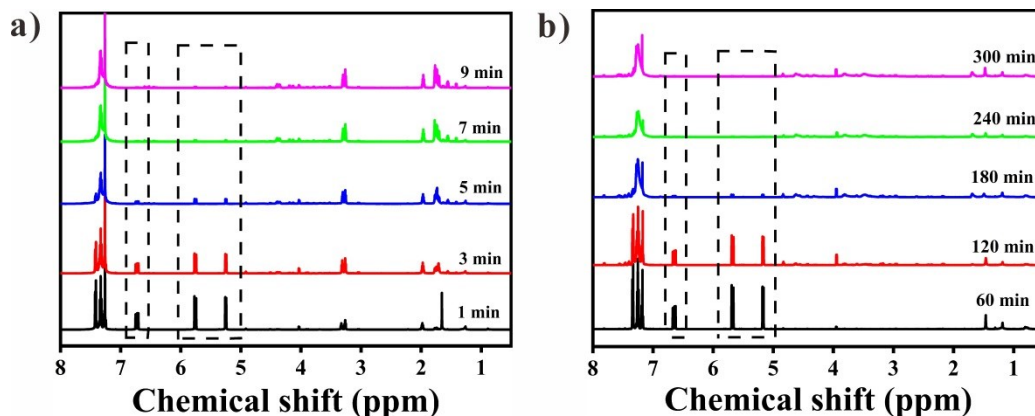 a)
9 min
7 min
5 min
3 min
1 min
8 7 6 5 4 3 2 1
Chemical shift (ppm)
b)
300 min
240 min
180 min
120 min
60 min
8 7 6 5 4 3 2 1
Chemical shift (ppm)